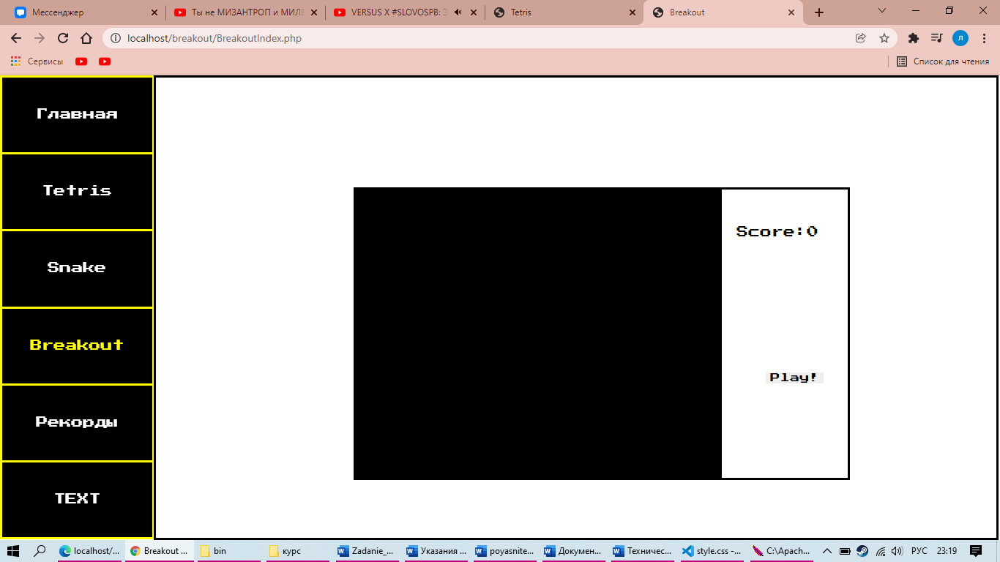 Мессенджер
Ты не МИЗАНТРОП и МИЛЕ
VERSUS X #SLOVOSPB: Э
Tetris
Breakout
localhost/breakout/BreakoutIndex.php
Л
Сервисы
Список для чтения
Главная
Tetris
Snake
Breakout
Рекорды
TEXT
Score:0
Play!
localhost/...
Breakout ...
bin
курс
Zadanie_...
Указания ...
poyasnite...
Докумен...
Техничес...
style.css -...
C:\Apach...
РУС
23:19